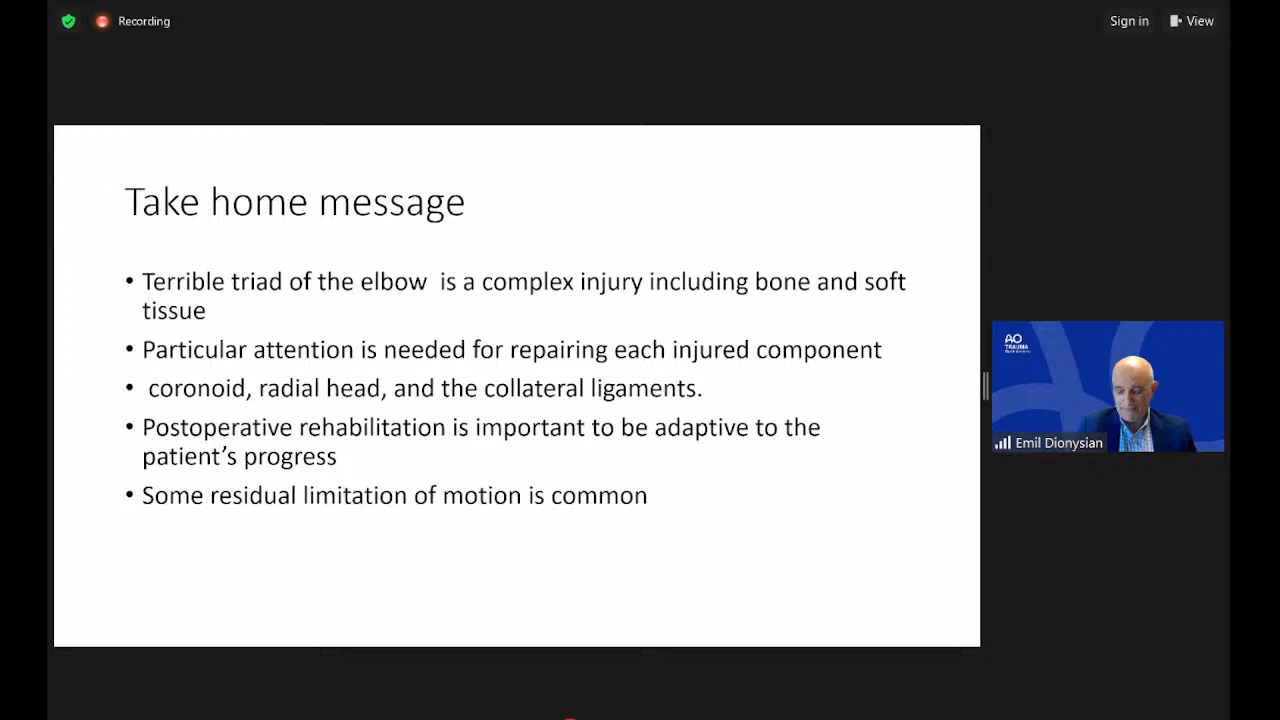 Recording
Sign in
View
Take home message
• Terrible triad of the elbow  is a complex injury including bone and soft
tissue
• Particular attention is needed for repairing each injured component
•  coronoid, radial head, and the collateral ligaments.
• Postoperative rehabilitation is important to be adaptive to the
patient’s progress
• Some residual limitation of motion is common
AO
TRAUMA
Emil Dionysian